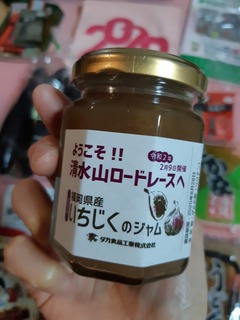 ようこそ!!
令和2年
2月9日開催
清水山ロードレースへ
福岡県産
いちじくのジャム
タカ食品工業株式会社